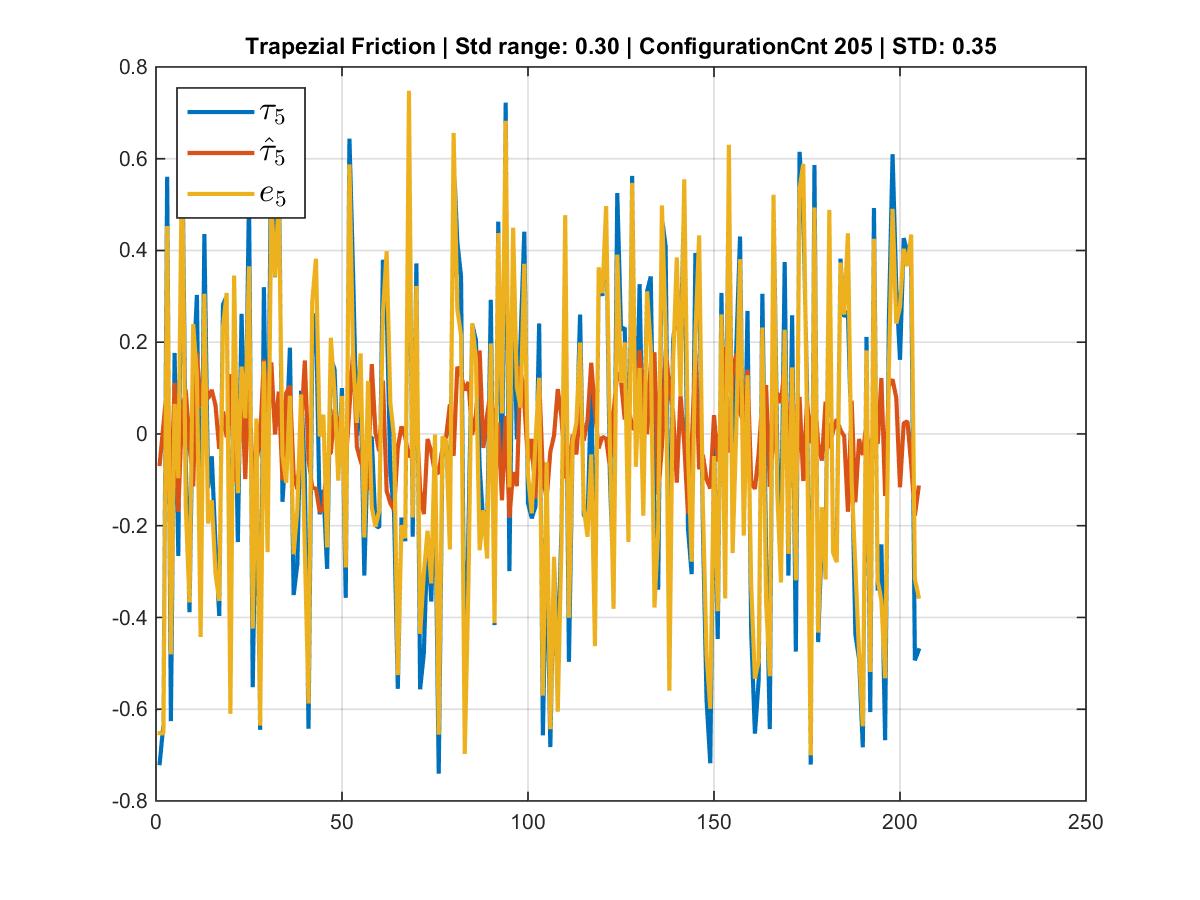 Trapezial Friction | Std range: 0.30 | ConfigurationCnt 205 | STD: 0.35
0.8
0.6
0.4
0.2
0
-0.2
-0.4
-0.6
-0.8
τ₅
τ̂₅
e₅
0 50 100 150 200 250